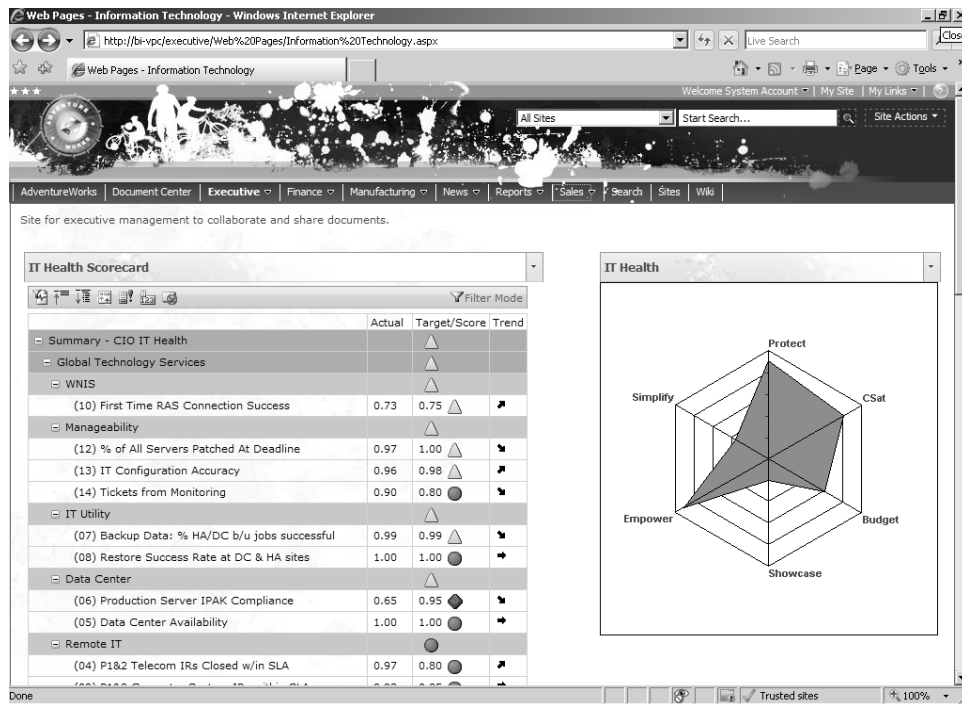 Web Pages - Information Technology - Windows Internet Explorer
http://bi-vpc/executive/Web%20Pages/Information%20Technology.aspx
Live Search
Close
Web Pages - Information Technology
Page
Tools
Welcome System Account | My Site | My Links
ADVENTURE WORKS
All Sites
Start Search...
Site Actions
AdventureWorks
Document Center
Executive
Finance
Manufacturing
News
Reports
Sales
Search
Sites
Wiki
Site for executive management to collaborate and share documents.
IT Health Scorecard
Filter Mode
Actual Target/Score Trend
Summary - CIO IT Health
Global Technology Services
WNIS
(10) First Time RAS Connection Success 0.73 0.75
Manageability
(12) % of All Servers Patched At Deadline 0.97 1.00
(13) IT Configuration Accuracy 0.96 0.98
(14) Tickets from Monitoring 0.90 0.80
IT Utility
(07) Backup Data: % HA/DC b/u jobs successful 0.99 0.99
(08) Restore Success Rate at DC & HA sites 1.00 1.00
Data Center
(06) Production Server IPAK Compliance 0.65 0.95
(05) Data Center Availability 1.00 1.00
Remote IT
(04) P1&2 Telecom IRs Closed w/in SLA 0.97 0.80
IT Health
Protect
CSat
Budget
Showcase
Empower
Simplify
Done
Trusted sites
100%